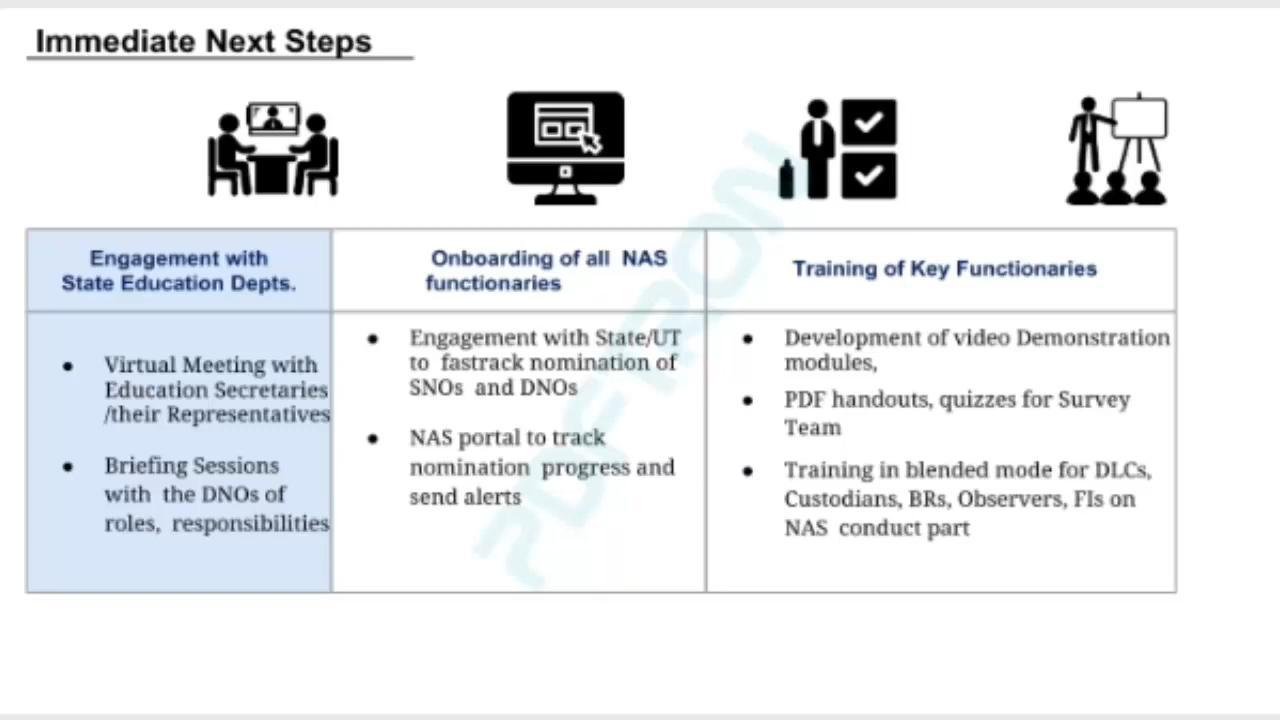 Immediate Next Steps
Engagement with
State Education Depts.
Virtual Meeting with
Education Secretaries
/their Representatives
Briefing Sessions
with the DNOs of
roles, responsibilities
Onboarding of all NAS
functionaries
Engagement with State/UT
to fastrack nomination of
SNOs and DNOs
NAS portal to track
nomination progress and
send alerts
Training of Key Functionaries
Development of video Demonstration
modules,
PDF handouts, quizzes for Survey
Team
Training in blended mode for DLCs,
Custodians, BRs, Observers, FIs on
NAS conduct part
PDFRON